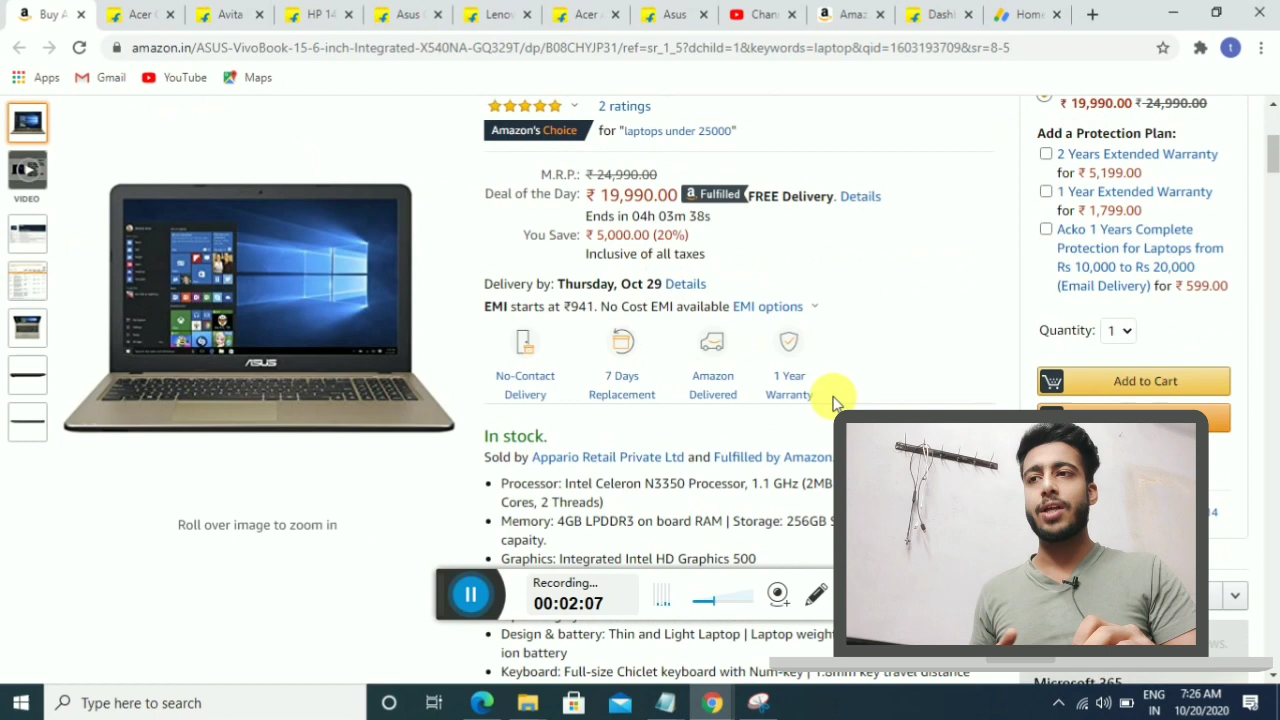 Buy A
Acer
Avita
HP 14
Asus
Lenov
Acer
Asus
Chan
Amaz
Dash
Home
amazon.in/ASUS-VivoBook-15-6-inch-Integrated-X540NA-GQ329T/dp/B08CHYJP31/ref=sr_1_5?dchild=1&keywords=laptop&qid=1603193709&sr=8-5
t
Apps
Gmail
YouTube
Maps
VIDEO
ASUS
Roll over image to zoom in
2 ratings
Amazon's Choice for "laptops under 25000"
M.R.P.: ₹ 24,990.00
Deal of the Day: ₹ 19,990.00 a Fulfilled FREE Delivery. Details
Ends in 04h 03m 38s
You Save: ₹ 5,000.00 (20%)
Inclusive of all taxes
Delivery by: Thursday, Oct 29 Details
EMI starts at ₹941. No Cost EMI available EMI options
No-Contact
Delivery
7 Days
Replacement
Amazon
Delivered
1 Year
Warranty
In stock.
Sold by Appario Retail Private Ltd and Fulfilled by Amazon.
Processor: Intel Celeron N3350 Processor, 1.1 GHz (2MB
Cores, 2 Threads)
Memory: 4GB LPDDR3 on board RAM | Storage: 256GB S
capaity.
Graphics: Integrated Intel HD Graphics 500
Recording...
00:02:07
Design & battery: Thin and Light Laptop | Laptop weight
ion battery
Keyboard: Full-size Chiclet keyboard with Num-key | 1.8mm key travel distance
₹ 19,990.00 ₹ 24,990.00
Add a Protection Plan:
2 Years Extended Warranty
for ₹ 5,199.00
1 Year Extended Warranty
for ₹ 1,799.00
Acko 1 Years Complete
Protection for Laptops from
Rs 10,000 to Rs 20,000
(Email Delivery) for ₹ 599.00
Quantity: 1
Add to Cart
14
ws.
Microsoft 365
Type here to search
ENG
IN
7:26 AM
10/20/2020